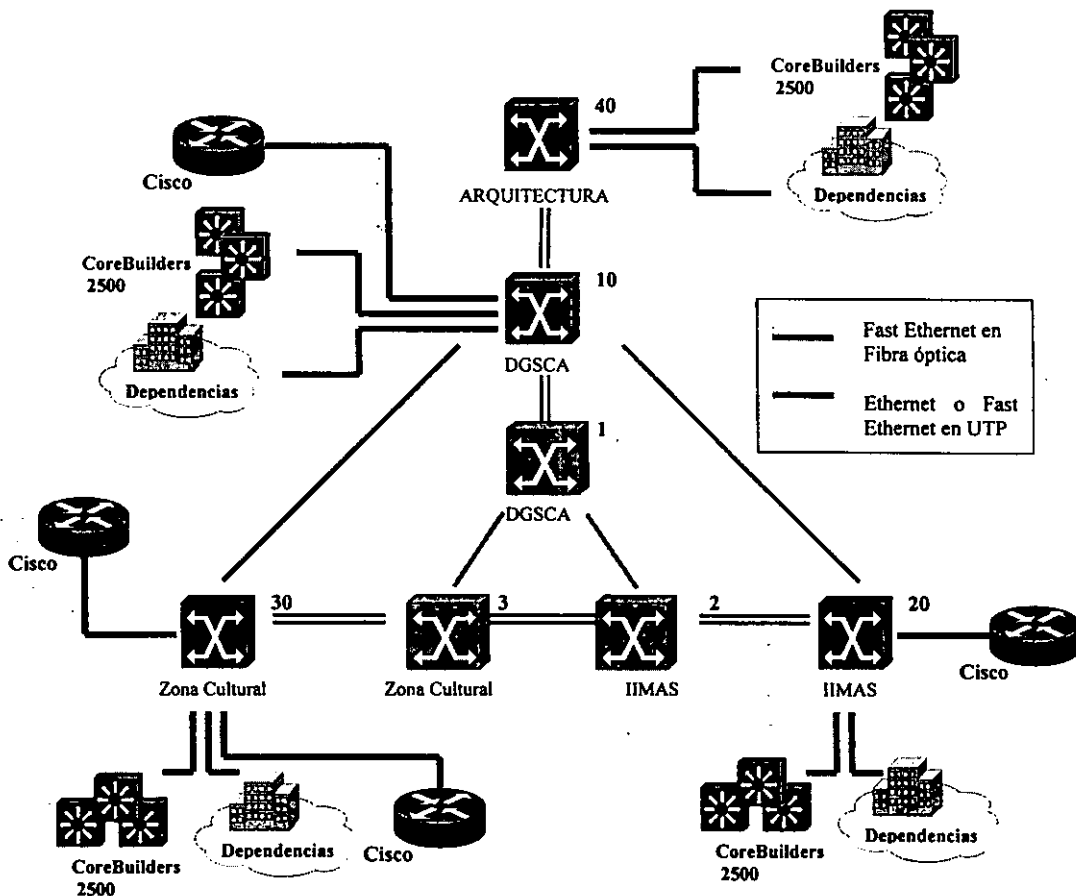 CoreBuilders
2500
40
Cisco
ARQUITECTURA
Dependencias
CoreBuilders
2500
10
Fast Ethernet en
Fibra óptica
DGSCA
Dependencias
Ethernet o Fast
Ethernet en UTP
1
DGSCA
Cisco
30
3
2
20
Zona Cultural
Zona Cultural
IIMAS
IIMAS
Cisco
Dependencias
Cisco
CoreBuilders
2500
Dependencias
CoreBuilders
2500